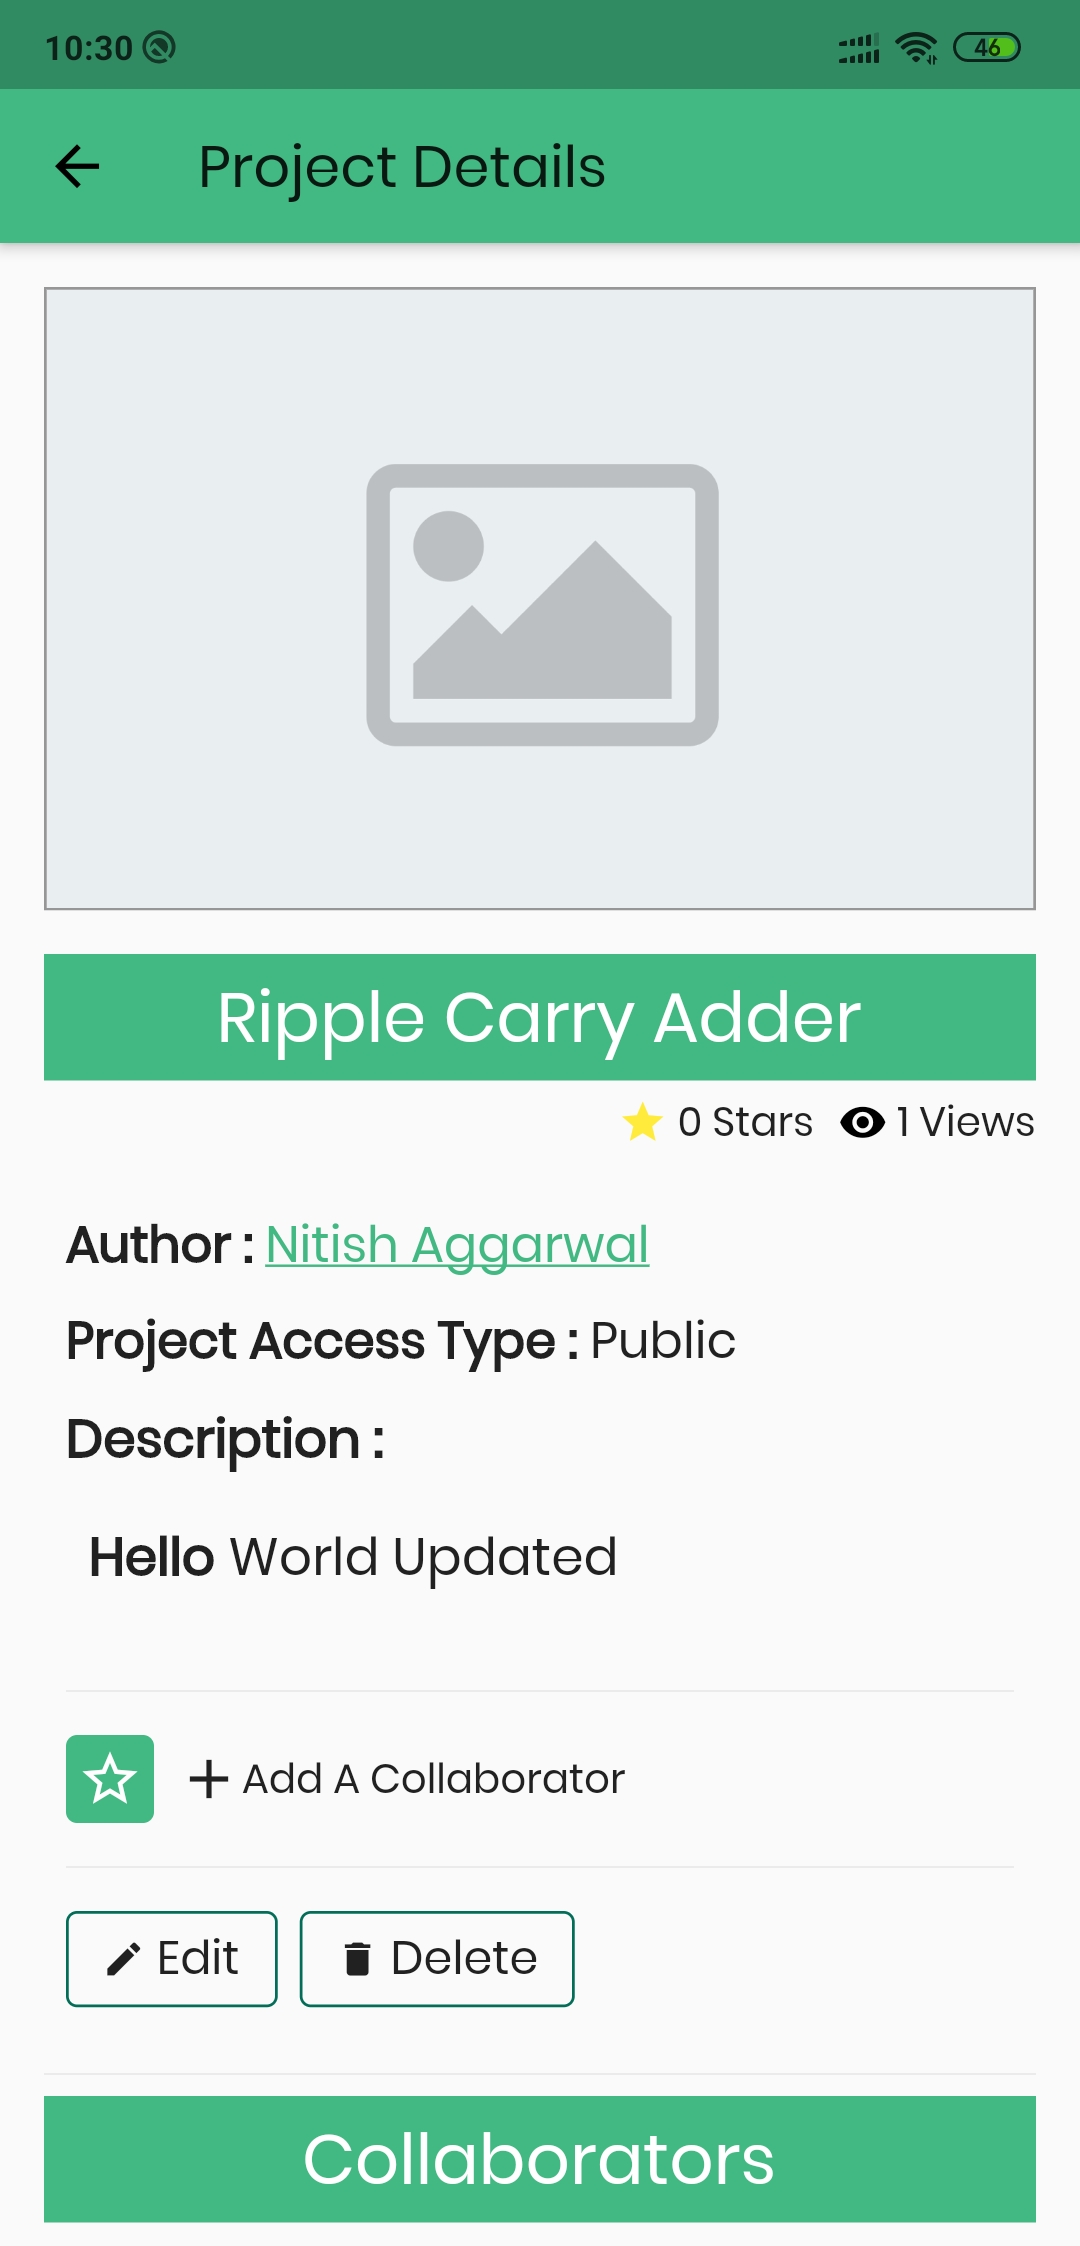 10:30
46
Project Details
Ripple Carry Adder
0 Stars 1 Views
Author : Nitish Aggarwal
Project Access Type : Public
Description :
Hello World Updated
Add A Collaborator
Edit Delete
Collaborators